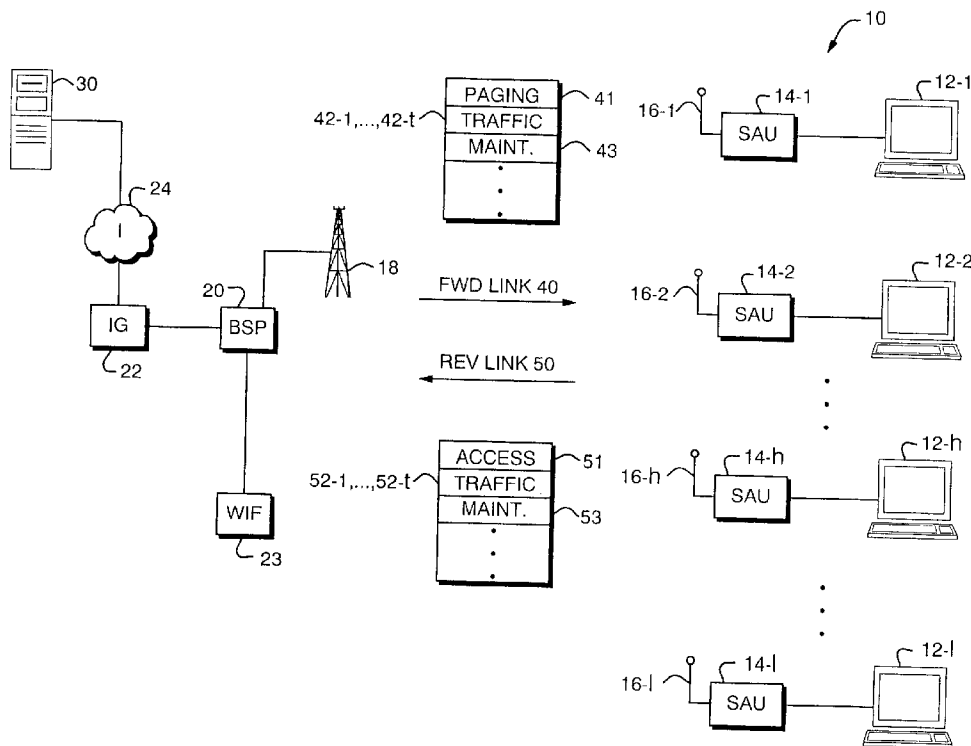 10
30
PAGING 41
42-1,...,42-t TRAFFIC
MAINT. 43
16-1 14-1 12-1
SAU
24
I
18
20
IG BSP
22
FWD LINK 40
REV LINK 50
16-2 14-2 12-2
SAU
ACCESS 51
52-1,...,52-t TRAFFIC
MAINT. 53
WIF
23
16-h 14-h 12-h
SAU
16-l 14-l 12-l
SAU